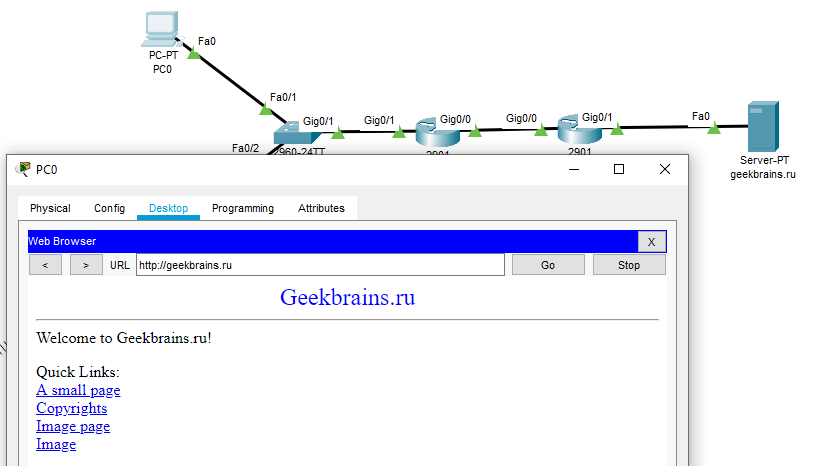 Fa0
PC-PT
PC0
Fa0/1
Gig0/1
Gig0/1
Gig0/0
Gig0/0
Gig0/1
Fa0
Fa0/2
2960-24TT
2901
2901
Server-PT
geekbrains.ru
PC0
Physical Config Desktop Programming Attributes
Web Browser X
< > URL http://geekbrains.ru Go Stop
Geekbrains.ru
Welcome to Geekbrains.ru!
Quick Links:
A small page
Copyrights
Image page
Image